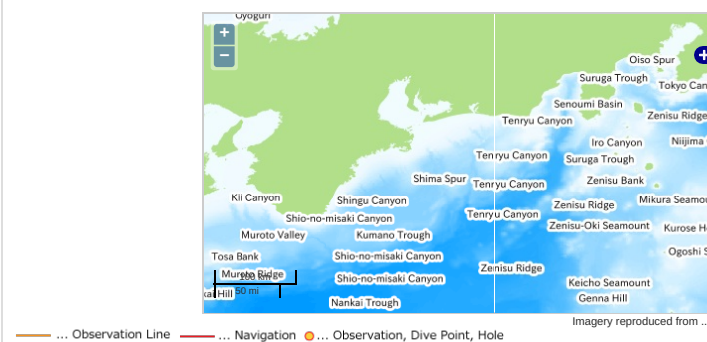 Oyogufi
+
−
Oiso Spur
Suruga Trough
Tokyo Can
Senoumi Basin
Zenisu Ridge
Tenryu Canyon
Iro Canyon
Niijima
Tenryu Canyon
Suruga Trough
Shima Spur
Tenryu Canyon
Zenisu Bank
Kii Canyon
Shingu Canyon
Mikura Seamou
Zenisu Ridge
Shio-no-misaki Canyon
Tenryu Canyon
Zenisu-Oki Seamount
Kurose H
Muroto Valley
Kumano Trough
Ogoshi S
Tosa Bank
Shio-no-misaki Canyon
Zenisu Ridge
Muroto Ridge
100 km
Shio-no-misaki Canyon
Keicho Seamount
kai Hill
50 mi
Genna Hill
Nankai Trough
Imagery reproduced from ..
... Observation Line
... Navigation
... Observation, Dive Point, Hole